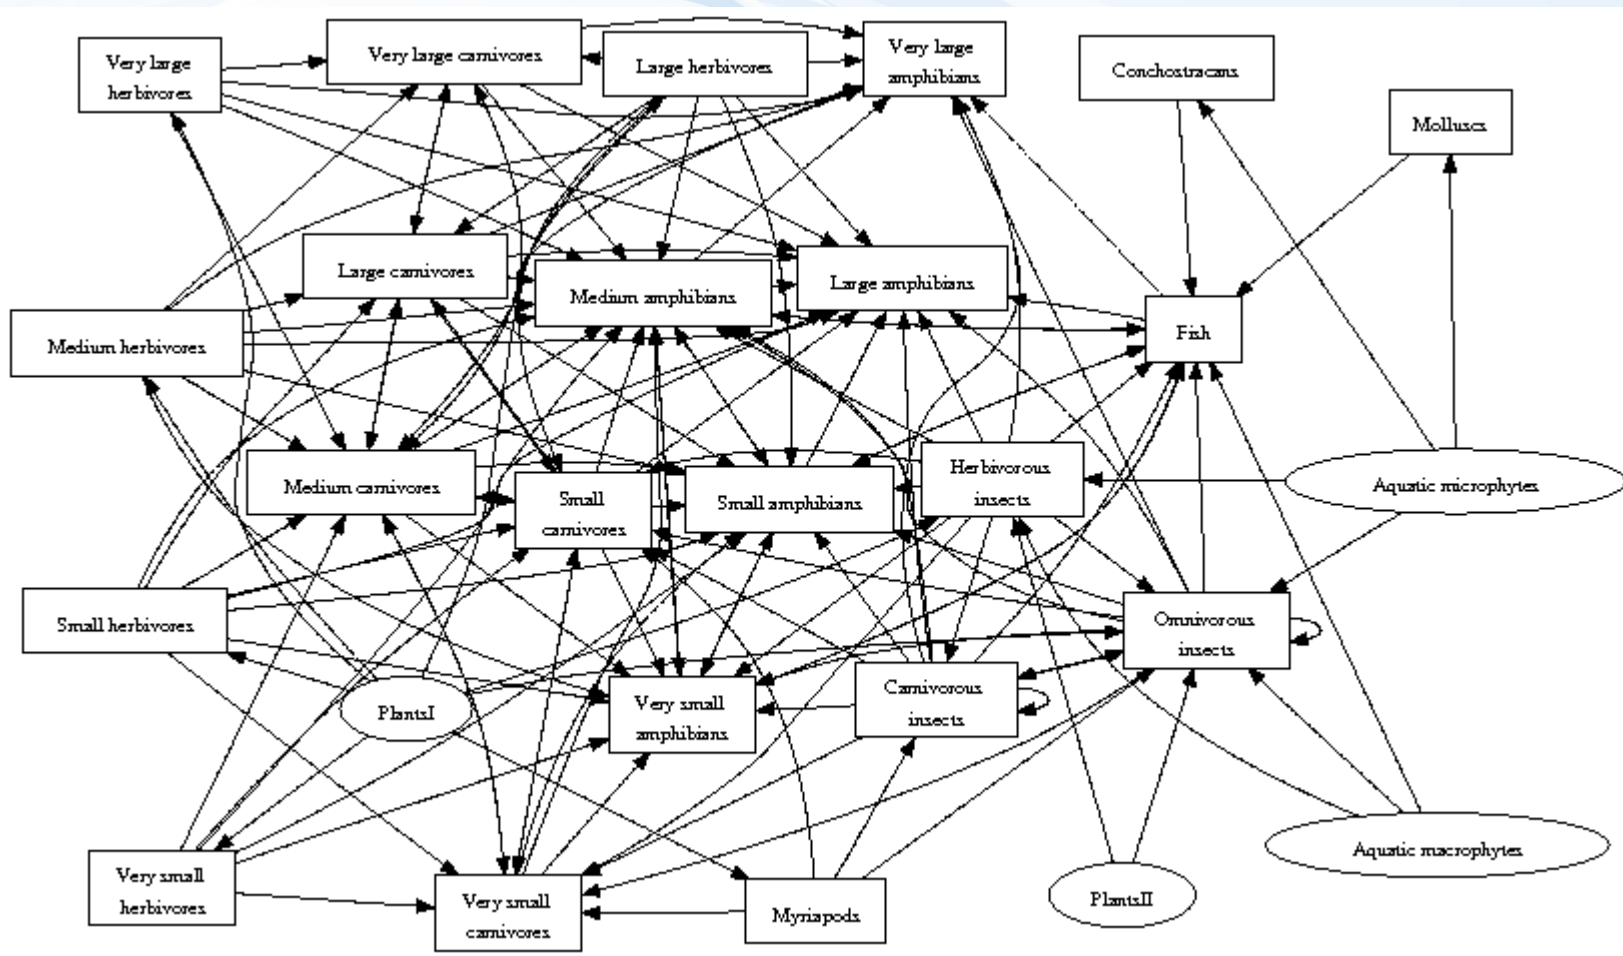 Very large
herbivores
Very large carnivores
Large herbivores
Very large
amphibians
Conchostracans
Molluscs
Large carnivores
Medium amphibians
Large amphibians
Fish
Medium herbivores
Medium carnivores
Small
carnivores
Small amphibians
Herbivorous
insects
Aquatic microphytes
Small herbivores
Omnivorous
insects
PlantsI
Very small
amphibians
Carnivorous
insects
Aquatic macrophytes
Very small
herbivores
Very small
carnivores
Myriapods
PlantsII